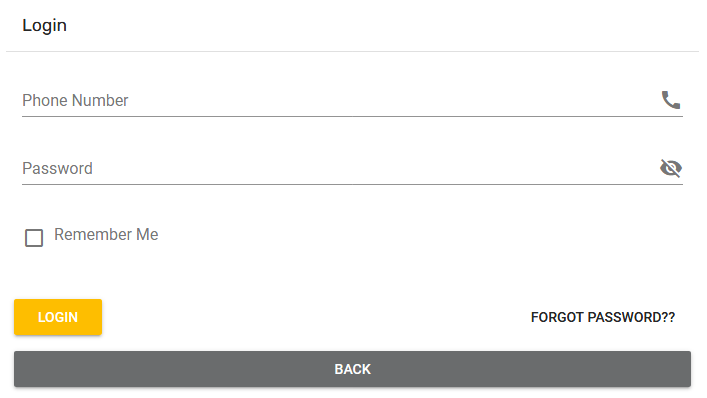 Login
Phone Number
Password
Remember Me
LOGIN
FORGOT PASSWORD??
BACK